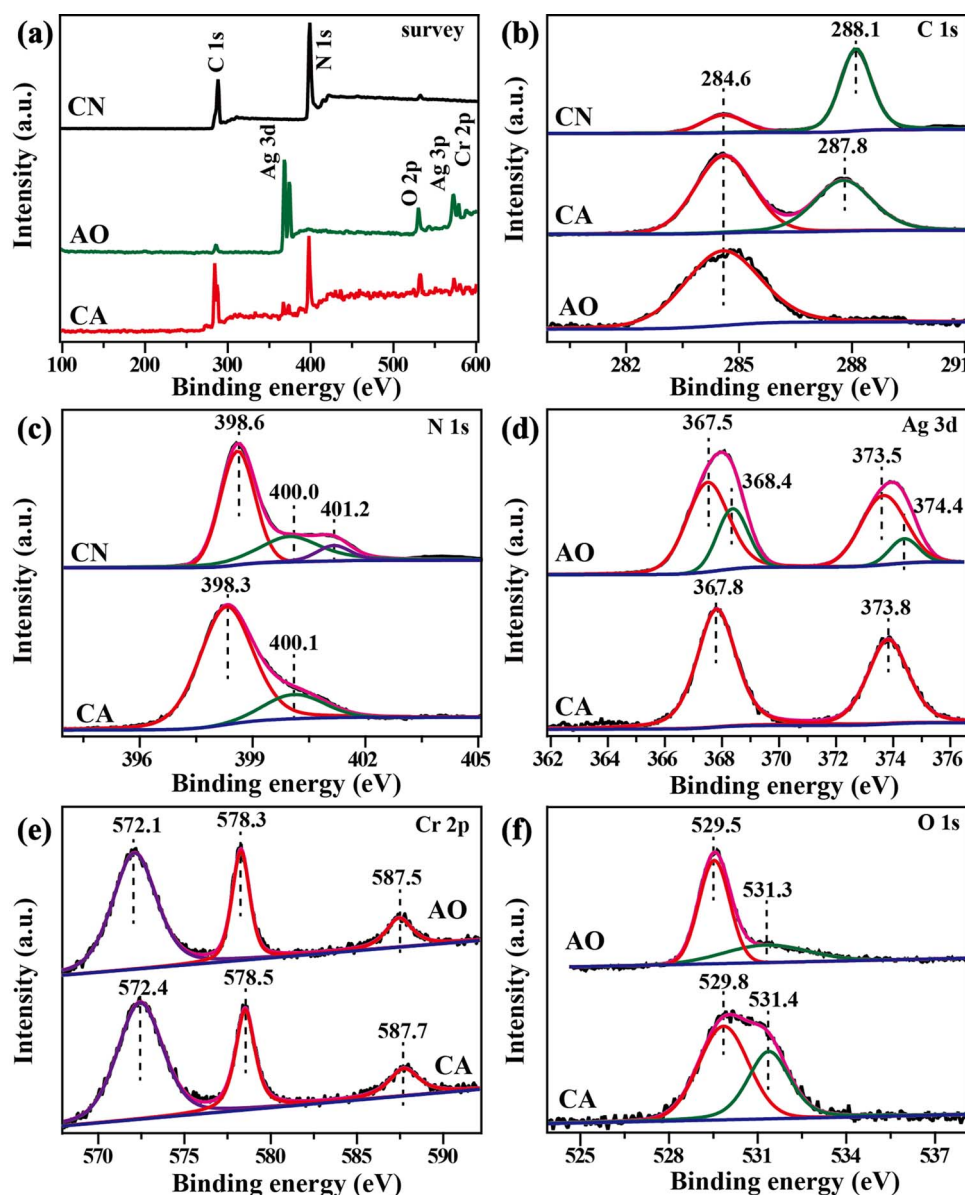 (a)
survey
C 1s
N 1s
CN
Ag 3d
O 2p
Ag 3p
Cr 2p
AO
CA
Intensity (a.u.)
100 200 300 400 500 600
Binding energy (eV)
(b)
C 1s
288.1
284.6
CN
287.8
CA
AO
Intensity (a.u.)
282 285 288 291
Binding energy (eV)
(c)
N 1s
398.6
400.0
401.2
CN
398.3
400.1
CA
Intensity (a.u.)
396 399 402 405
Binding energy (eV)
(d)
Ag 3d
367.5
368.4
373.5
374.4
AO
367.8
373.8
CA
Intensity (a.u.)
362 364 366 368 370 372 374 376
Binding energy (eV)
(e)
Cr 2p
572.1
578.3
587.5
AO
572.4
578.5
587.7
CA
Intensity (a.u.)
570 575 580 585 590
Binding energy (eV)
(f)
O 1s
529.5
531.3
AO
529.8
531.4
CA
Intensity (a.u.)
525 528 531 534 537
Binding energy (eV)